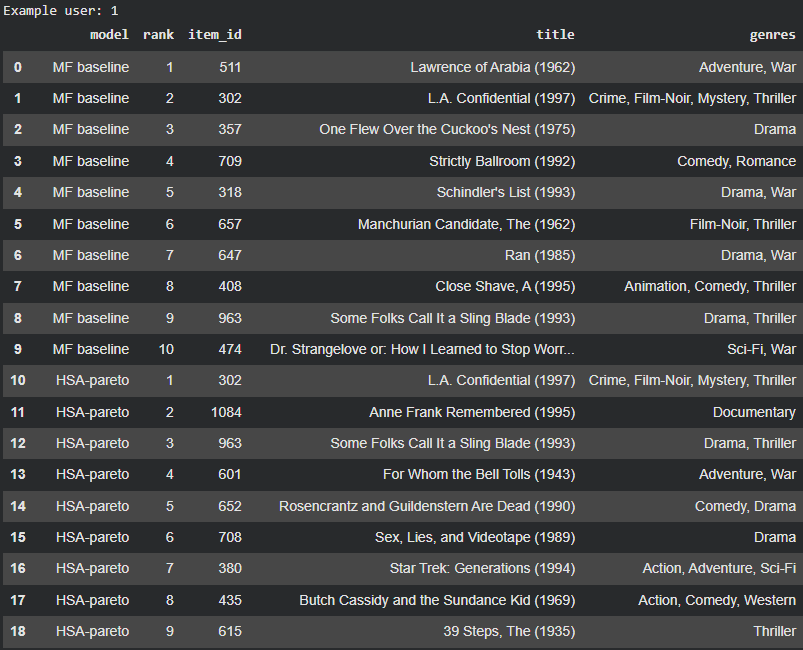 Example user: 1
model rank item_id title genres
0 MF baseline 1 511 Lawrence of Arabia (1962) Adventure, War
1 MF baseline 2 302 L.A. Confidential (1997) Crime, Film-Noir, Mystery, Thriller
2 MF baseline 3 357 One Flew Over the Cuckoo's Nest (1975) Drama
3 MF baseline 4 709 Strictly Ballroom (1992) Comedy, Romance
4 MF baseline 5 318 Schindler's List (1993) Drama, War
5 MF baseline 6 657 Manchurian Candidate, The (1962) Film-Noir, Thriller
6 MF baseline 7 647 Ran (1985) Drama, War
7 MF baseline 8 408 Close Shave, A (1995) Animation, Comedy, Thriller
8 MF baseline 9 963 Some Folks Call It a Sling Blade (1993) Drama, Thriller
9 MF baseline 10 474 Dr. Strangelove or: How I Learned to Stop Worr... Sci-Fi, War
10 HSA-pareto 1 302 L.A. Confidential (1997) Crime, Film-Noir, Mystery, Thriller
11 HSA-pareto 2 1084 Anne Frank Remembered (1995) Documentary
12 HSA-pareto 3 963 Some Folks Call It a Sling Blade (1993) Drama, Thriller
13 HSA-pareto 4 601 For Whom the Bell Tolls (1943) Adventure, War
14 HSA-pareto 5 652 Rosencrantz and Guildenstern Are Dead (1990) Comedy, Drama
15 HSA-pareto 6 708 Sex, Lies, and Videotape (1989) Drama
16 HSA-pareto 7 380 Star Trek: Generations (1994) Action, Adventure, Sci-Fi
17 HSA-pareto 8 435 Butch Cassidy and the Sundance Kid (1969) Action, Comedy, Western
18 HSA-pareto 9 615 39 Steps, The (1935) Thriller